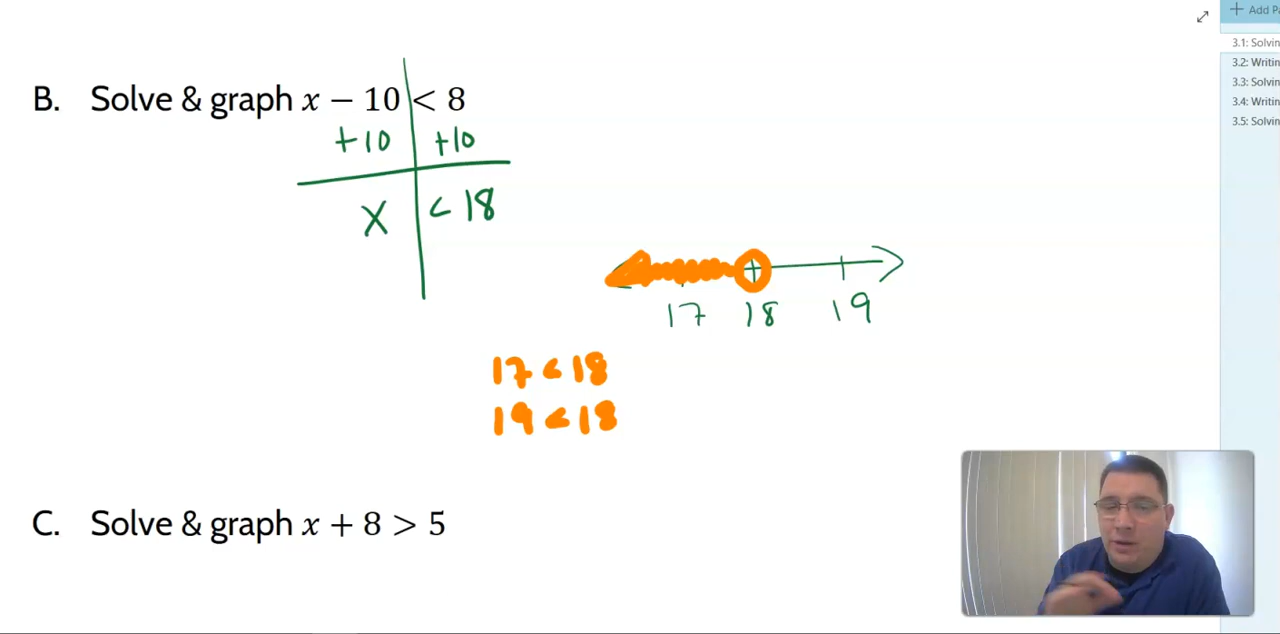 + Add Pa
3.1: Solvin
3.2: Writin
3.3: Solvin
3.4: Writin
3.5: Solvin
B. Solve & graph x − 10 < 8
+10 +10
x < 18
17 18 19
17 < 18
19 < 18
C. Solve & graph x + 8 > 5